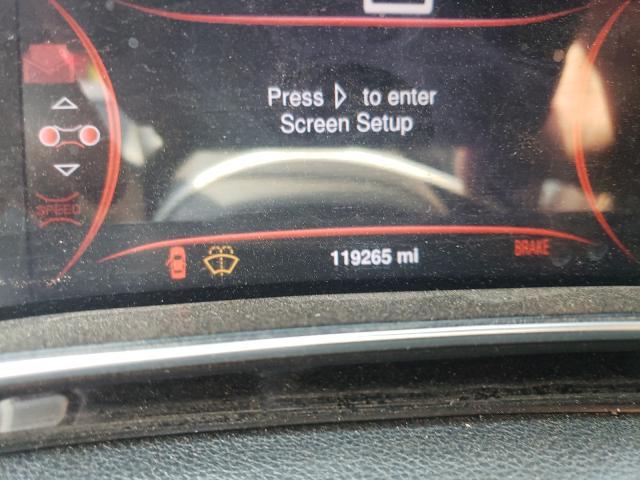 Press ▷ to enter
Screen Setup
SPEED
119265 mi
BRAKE